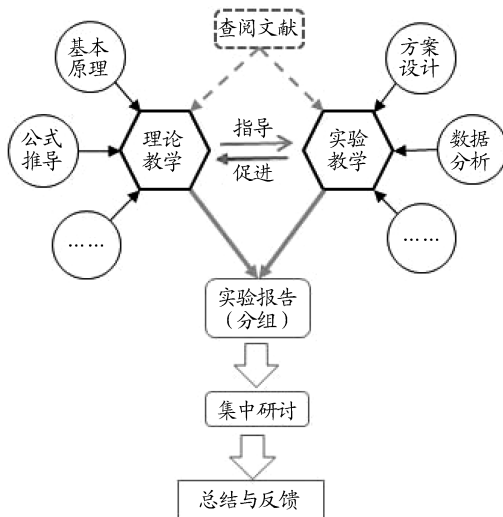 查阅文献
基本
原理
方案
设计
公式
推导
理论
教学
指导
促进
实验
教学
数据
分析
……
……
实验报告
（分组）
集中研讨
总结与反馈